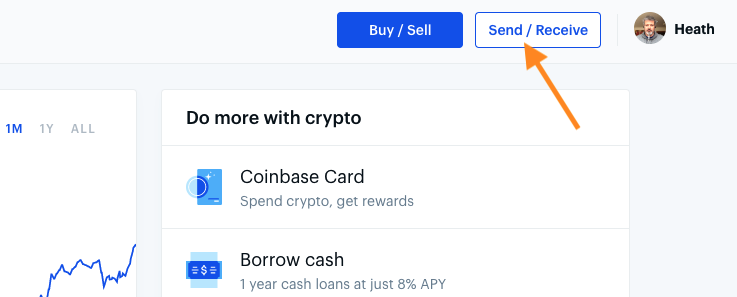 Buy / Sell
Send / Receive
Heath
1M 1Y ALL
Do more with crypto
Coinbase Card
Spend crypto, get rewards
Borrow cash
1 year cash loans at just 8% APY